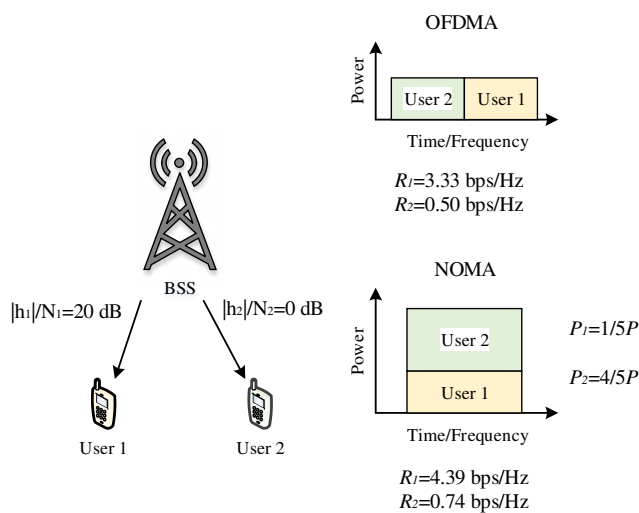 OFDMA
Power
User 2
User 1
Time/Frequency
R1=3.33 bps/Hz
R2=0.50 bps/Hz
BSS
|h1|/N1=20 dB
|h2|/N2=0 dB
User 1
User 2
NOMA
Power
User 2
User 1
P1=1/5P
P2=4/5P
Time/Frequency
R1=4.39 bps/Hz
R2=0.74 bps/Hz